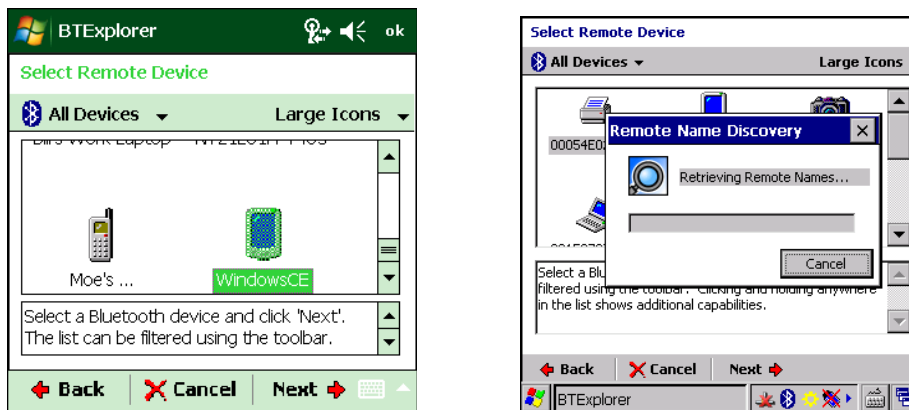 BTExplorer
ok
Select Remote Device
All Devices
Large Icons
Moe's ...
WindowsCE
Select a Bluetooth device and click 'Next'.
The list can be filtered using the toolbar.
Back
Cancel
Next
Select Remote Device
All Devices
Large Icons
Remote Name Discovery
Retrieving Remote Names...
Cancel
00054E0
Select a Blu
filtered using the toolbar. Clicking and holding anywhere
in the list shows additional capabilities.
Back
Cancel
Next
BTExplorer